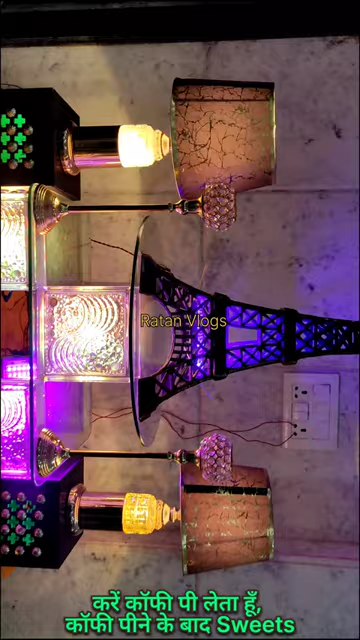 Ratan Vlogs
करें कॉफी पी लेता हूँ,
कॉफी पीने के बाद Sweets